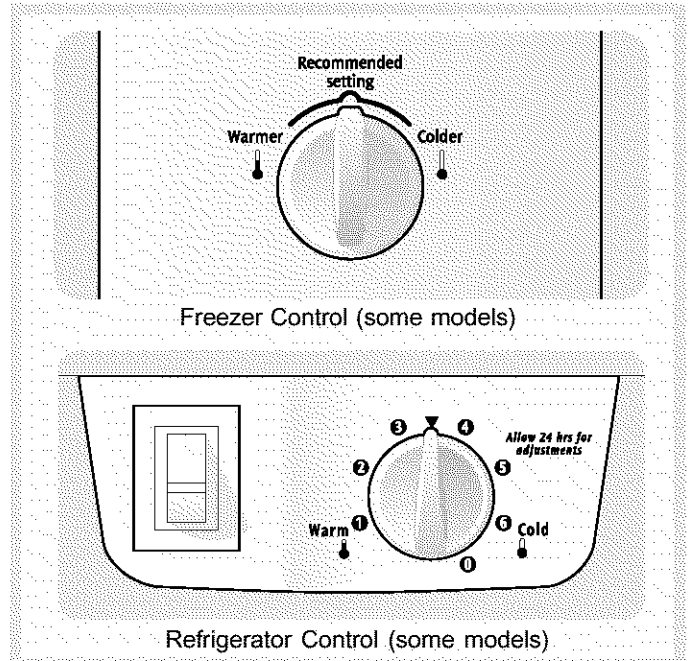 Recommended
setting
Warmer
Colder
Freezer Control (some models)
3
4
Allow 24 hrs for
adjustments
2
5
Warm
1
6
Cold
0
Refrigerator Control (some models)